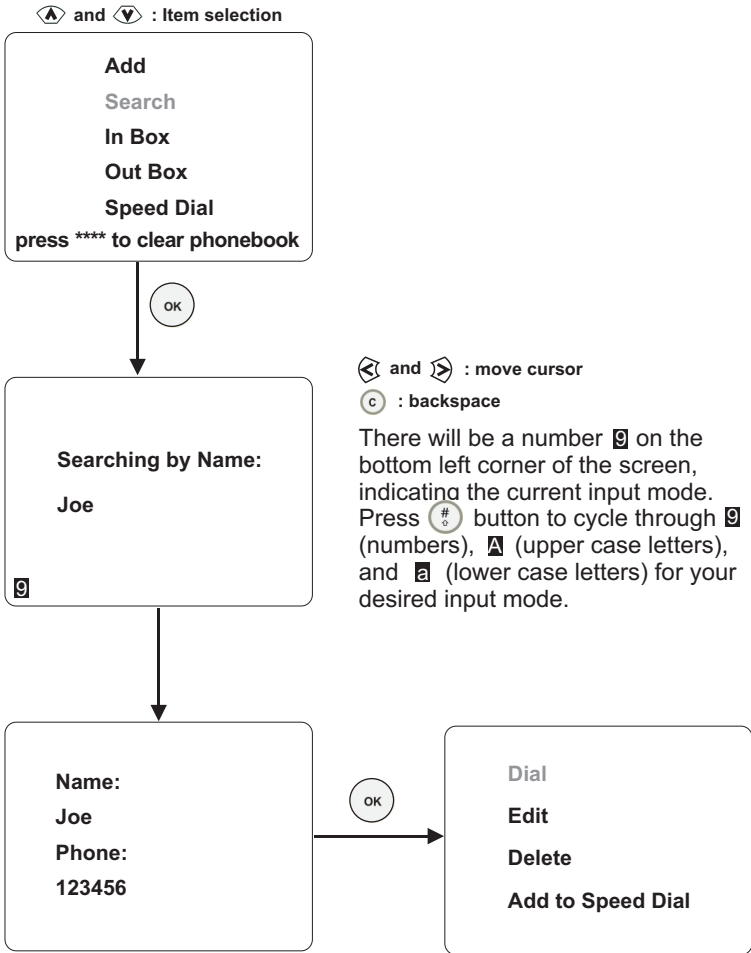 and : Item selection
Add
Search
In Box
Out Box
Speed Dial
press **** to clear phonebook
OK
Searching by Name:
Joe
9
and : move cursor
C : backspace
There will be a number 9 on the
bottom left corner of the screen,
indicating the current input mode.
Press # button to cycle through 9
(numbers), A (upper case letters),
and a (lower case letters) for your
desired input mode.
Name:
Joe
Phone:
123456
OK
Dial
Edit
Delete
Add to Speed Dial